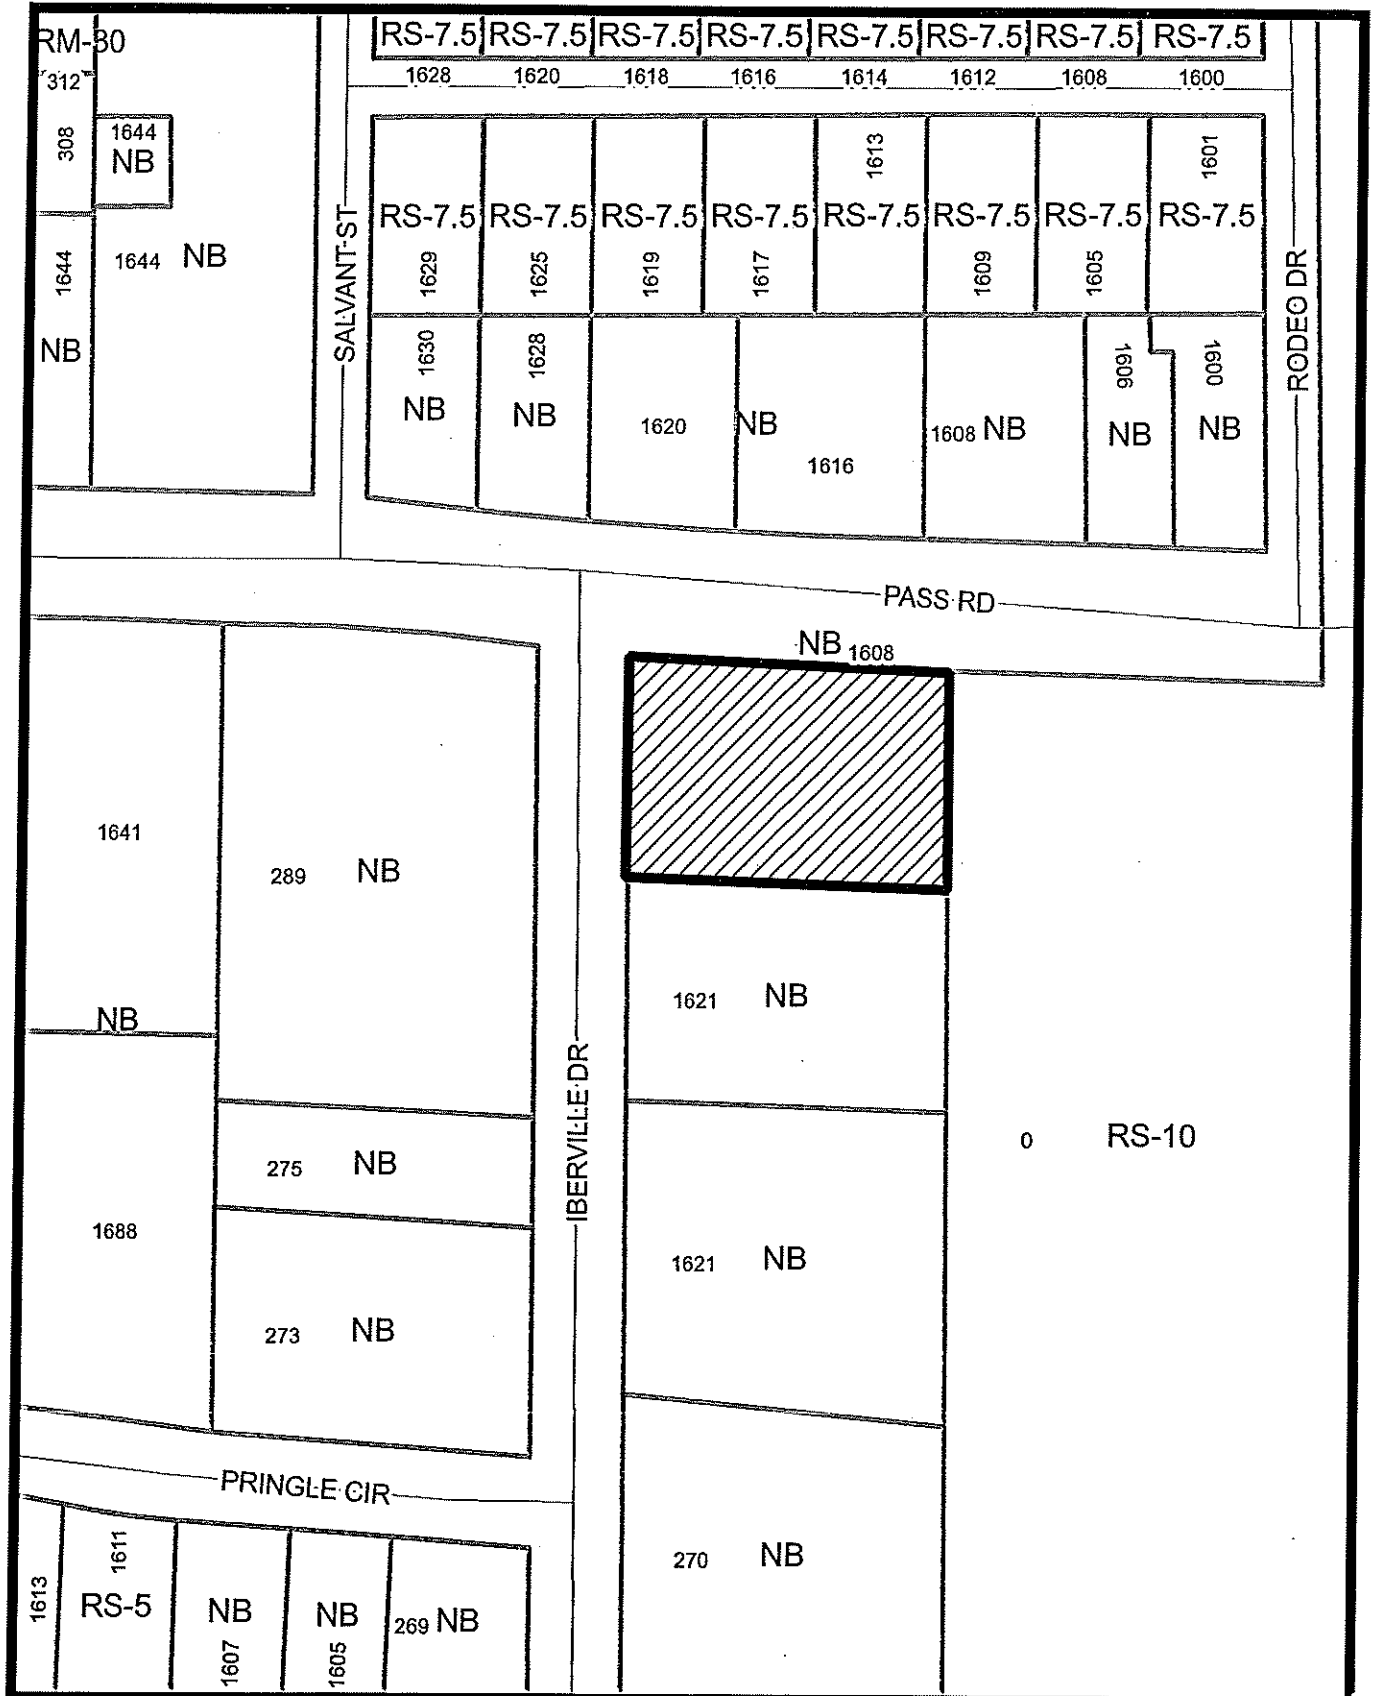 RM-30
RS-7.5 RS-7.5 RS-7.5 RS-7.5 RS-7.5 RS-7.5 RS-7.5 RS-7.5
312
1628 1620 1618 1616 1614 1612 1608 1600
308
1644
NB
1613
1601
RS-7.5 RS-7.5 RS-7.5 RS-7.5 RS-7.5 RS-7.5 RS-7.5 RS-7.5
1644
1644 NB
SALVANT ST
1629 1625 1619 1617 1609 1605
RODEO DR
NB
1630 1628 1606 1600
NB NB 1620 NB 1616 1608 NB NB NB
PASS RD
NB 1608
1641
289 NB
1621 NB
NB
IBERVILLE DR
0 RS-10
275 NB
1688
1621 NB
273 NB
PRINGLE CIR
270 NB
1613
1611
RS-5
NB
1607
NB
1605
269 NB